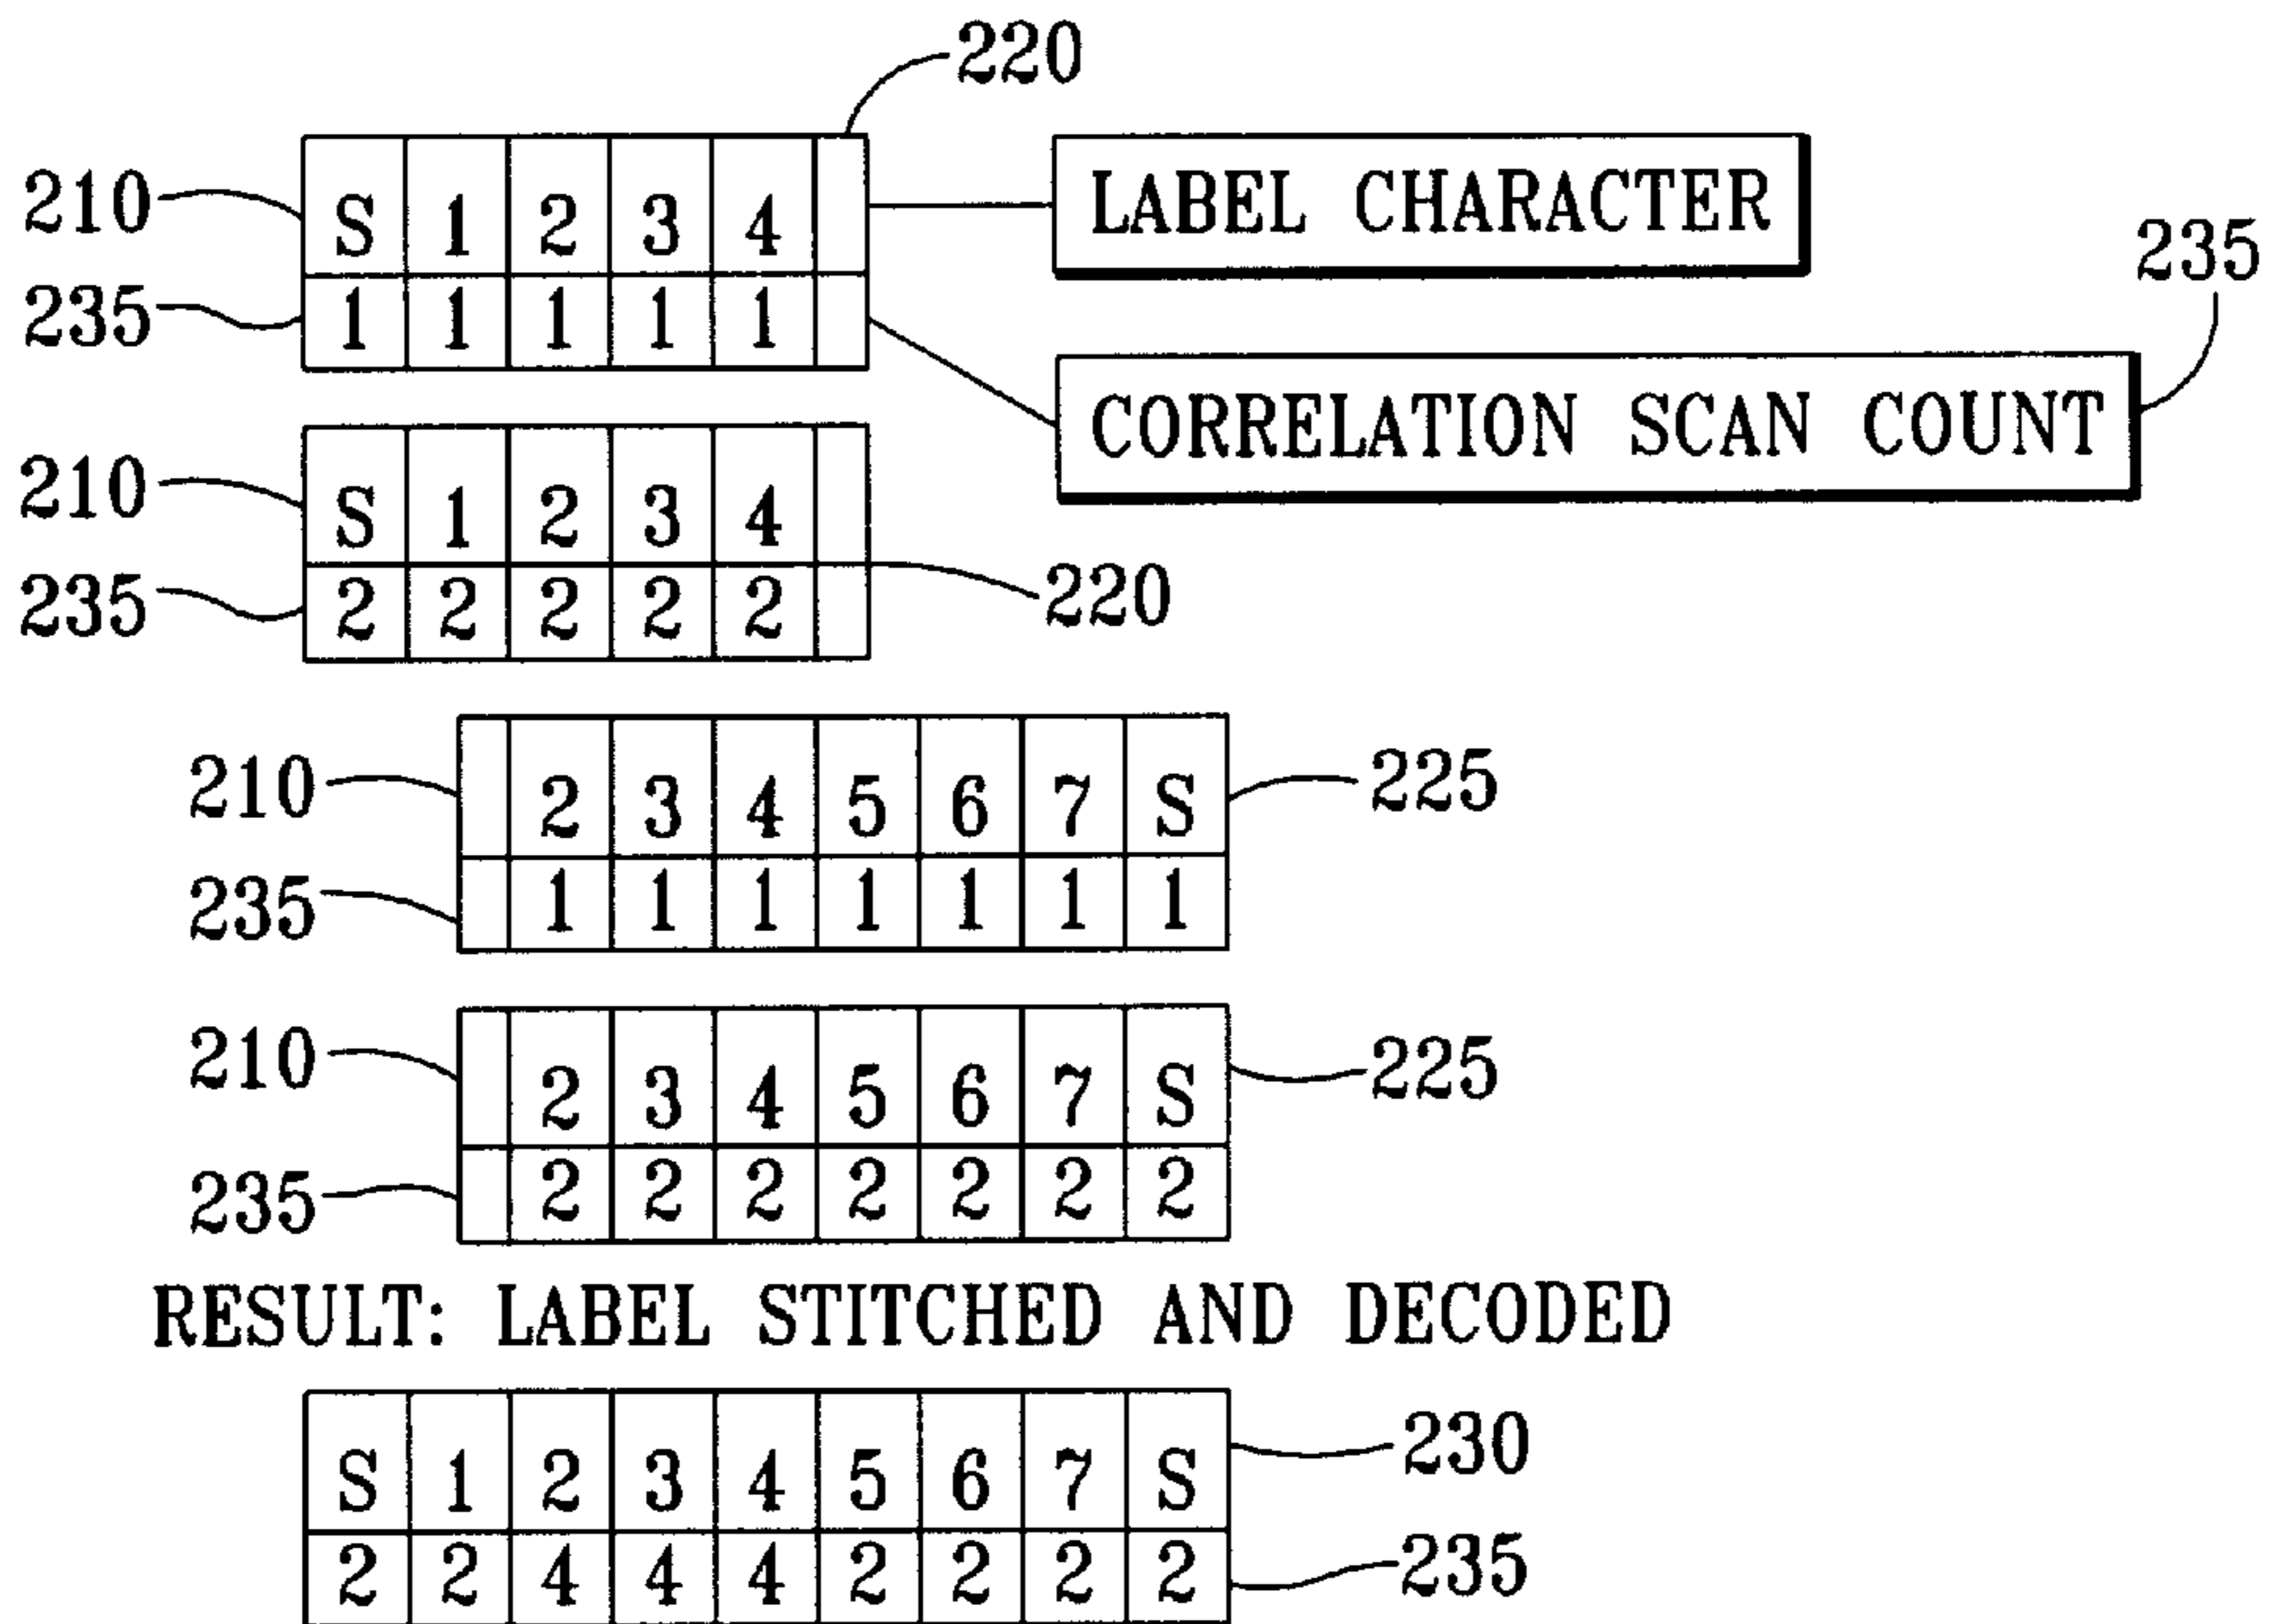 220
210 S 1 2 3 4 LABEL CHARACTER
235 1 1 1 1 1
235
CORRELATION SCAN COUNT
210 S 1 2 3 4
235 2 2 2 2 2 220
210 2 3 4 5 6 7 S 225
235 1 1 1 1 1 1 1
210 2 3 4 5 6 7 S 225
235 2 2 2 2 2 2 2
RESULT: LABEL STITCHED AND DECODED
S 1 2 3 4 5 6 7 S 230
2 2 4 4 4 2 2 2 2 235